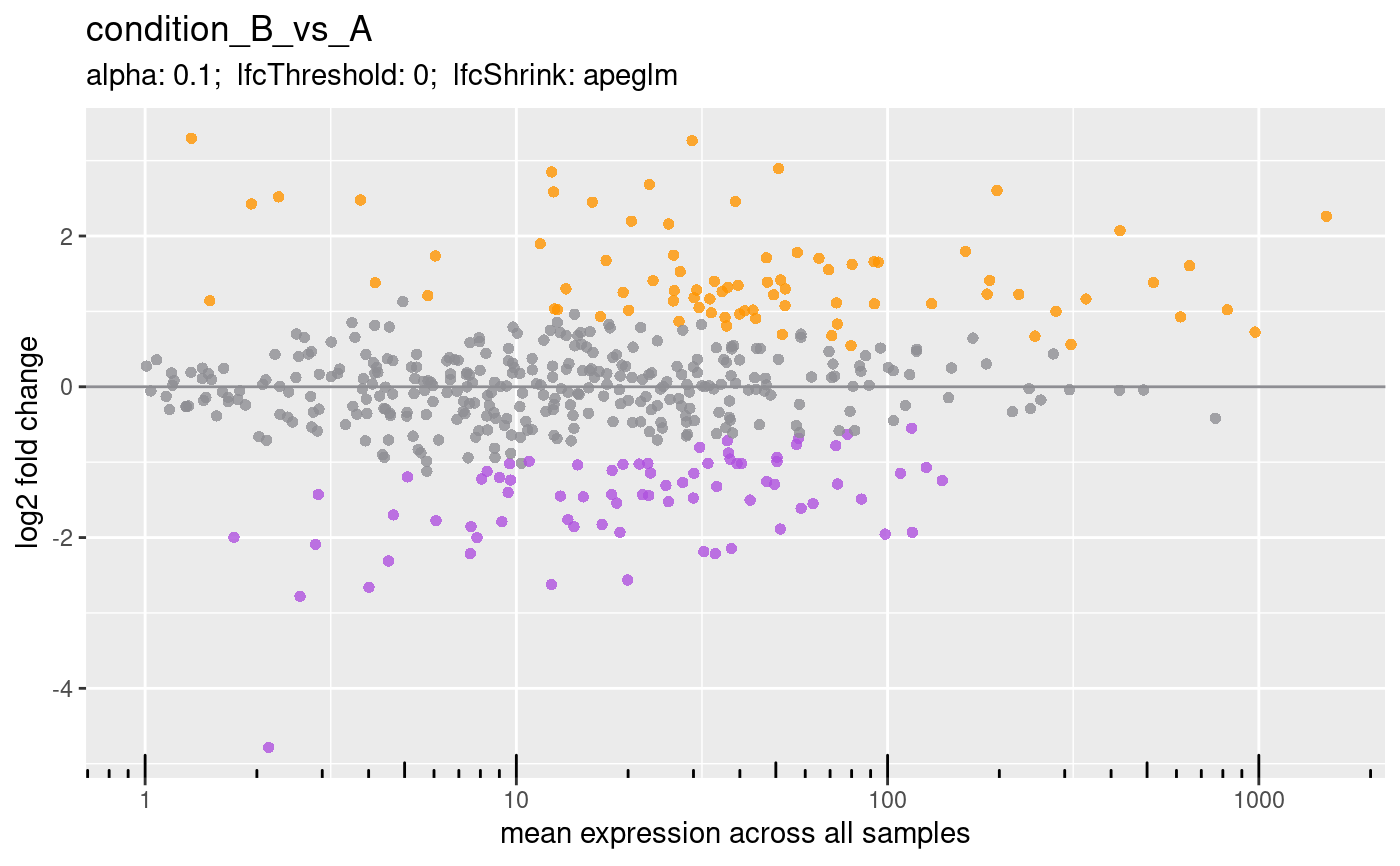 condition_B_vs_A
alpha: 0.1;  lfcThreshold: 0;  lfcShrink: apeglm
log2 fold change
2
0
-2
-4
1
10
100
1000
mean expression across all samples